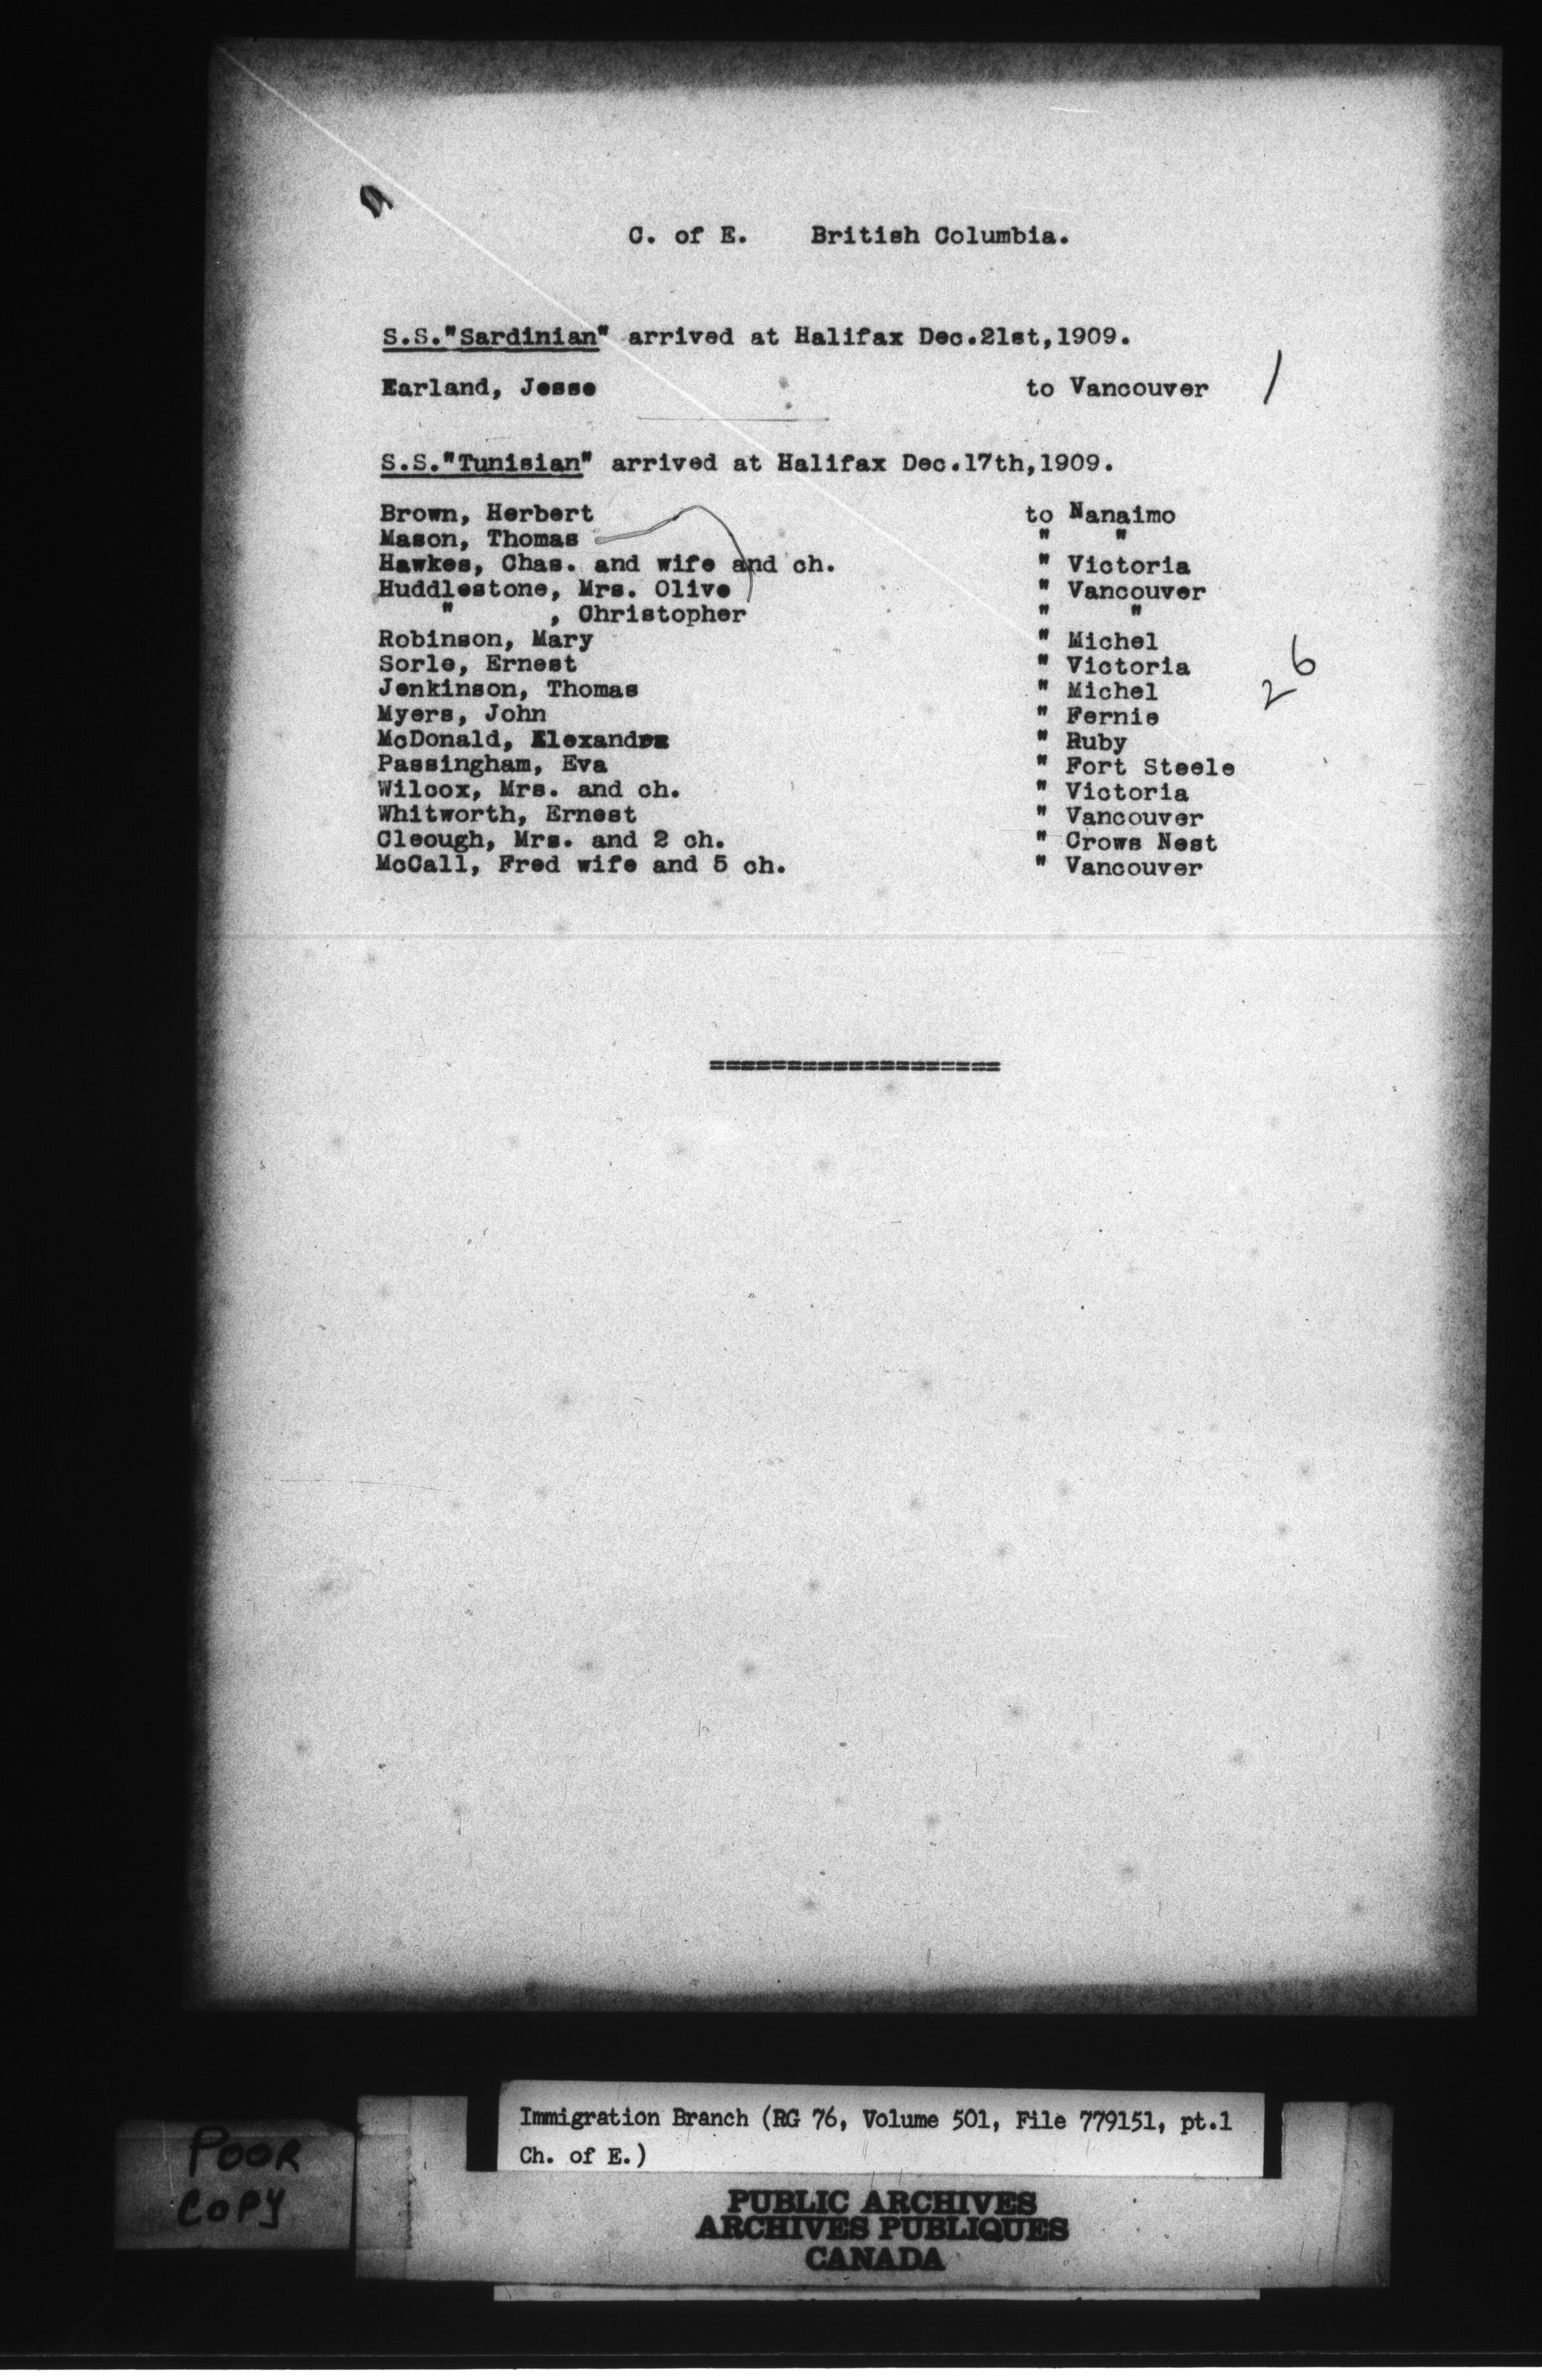 C. of E. British Columbia.
S.S."Sardinian" arrived at Halifax Dec.21st,1909.
Earland, Jesse to Vancouver /
S.S."Tunisian" arrived at Halifax Dec.17th,1909.
Brown, Herbert to Nanaimo
Mason, Thomas " "
Hawkes, Chas. and wife and ch. " Victoria
Huddlestone, Mrs. Olive " Vancouver
" , Christopher " "
Robinson, Mary " Michel
Sorle, Ernest " Victoria 6
Jenkinson, Thomas " Michel 2
Myers, John " Fernie
McDonald, Alexander " Ruby
Passingham, Eva " Fort Steele
Wilcox, Mrs. and ch. " Victoria
Whitworth, Ernest " Vancouver
Cleough, Mrs. and 2 ch. " Crows Nest
McCall, Fred wife and 5 ch. " Vancouver
===================
Immigration Branch (RG 76, Volume 501, File 779151, pt.1
Ch. of E.)
POOR
COPY
PUBLIC ARCHIVES
ARCHIVES PUBLIQUES
CANADA